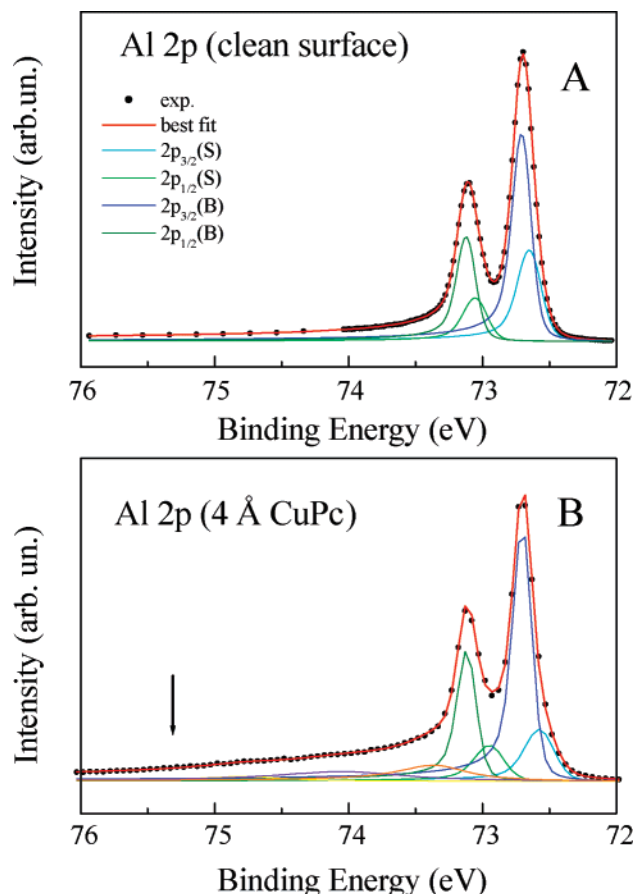 Al 2p (clean surface)
A
exp.
best fit
2p3/2(S)
2p1/2(S)
2p3/2(B)
2p1/2(B)
Intensity (arb.un.)
76 75 74 73 72
Binding Energy (eV)
Al 2p (4 Å CuPc)
B
Intensity (arb. un.)
76 75 74 73 72
Binding Energy (eV)